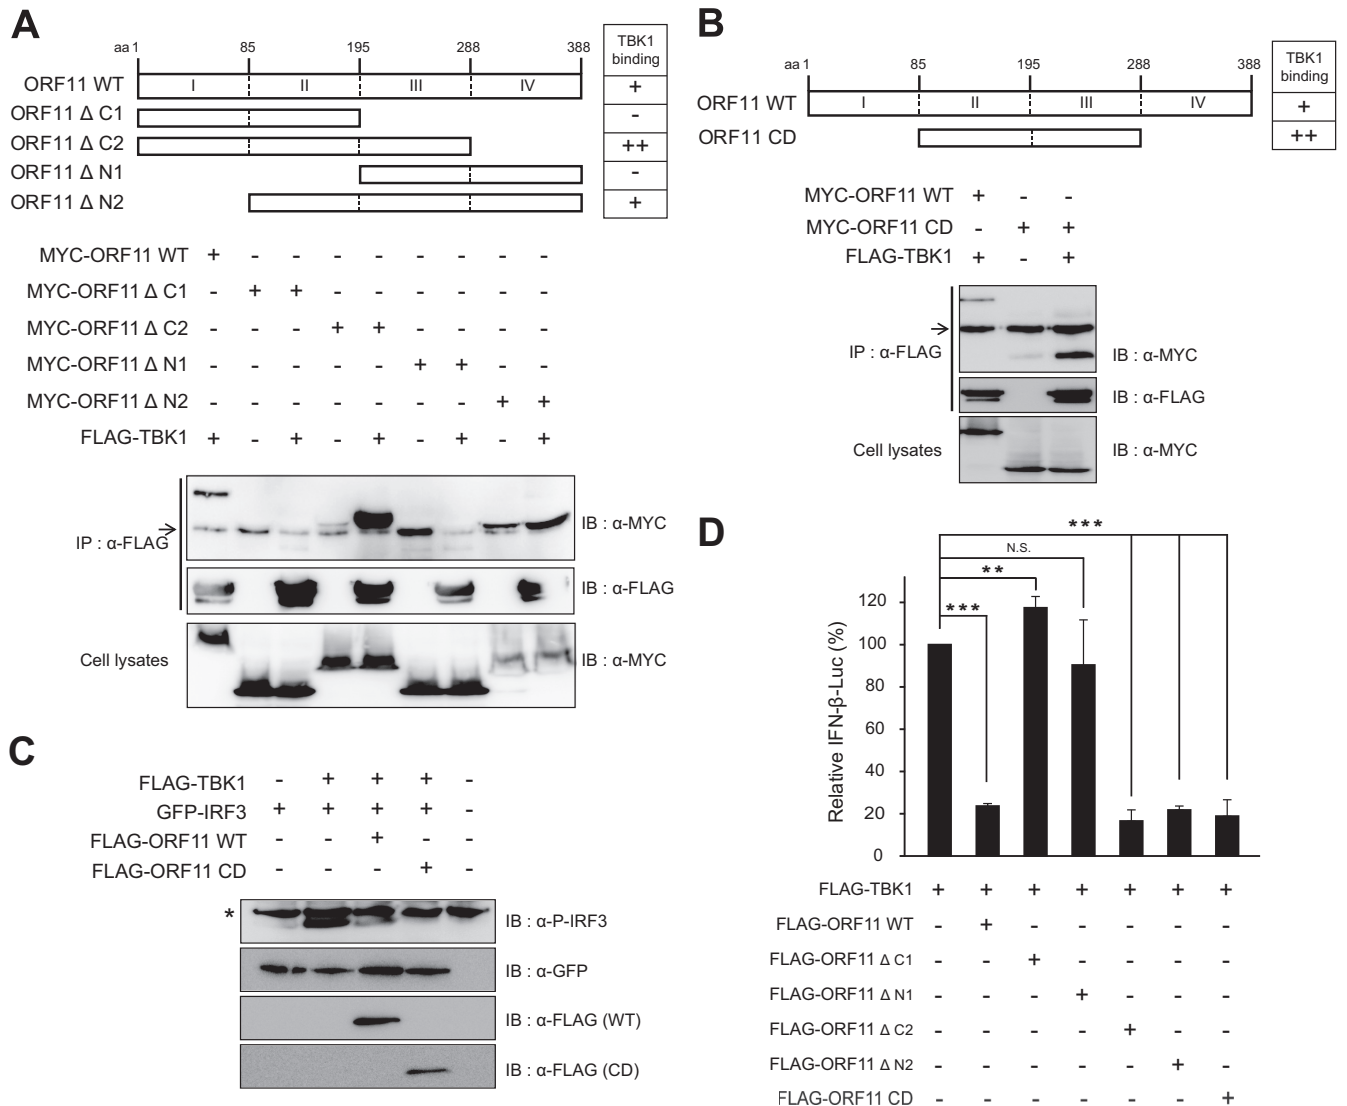 A
aa 1 85 195 288 388 TBK1 binding
ORF11 WT I II III IV +
ORF11 Δ C1 -
ORF11 Δ C2 ++
ORF11 Δ N1 -
ORF11 Δ N2 +
MYC-ORF11 WT + - - - - - - - -
MYC-ORF11 Δ C1 - + + - - - - - -
MYC-ORF11 Δ C2 - - - + + - - - -
MYC-ORF11 Δ N1 - - - - - + + - -
MYC-ORF11 Δ N2 - - - - - - - + +
FLAG-TBK1 + - + - + - + - +
IP : α-FLAG
IB : α-MYC
IB : α-FLAG
Cell lysates IB : α-MYC
B
aa 1 85 195 288 388 TBK1 binding
ORF11 WT I II III IV +
ORF11 CD ++
MYC-ORF11 WT + - -
MYC-ORF11 CD - + +
FLAG-TBK1 + - +
IP : α-FLAG
IB : α-MYC
IB : α-FLAG
Cell lysates IB : α-MYC
C
FLAG-TBK1 - + + + -
GFP-IRF3 + + + + -
FLAG-ORF11 WT - - + - -
FLAG-ORF11 CD - - - + -
* IB : α-P-IRF3
IB : α-GFP
IB : α-FLAG (WT)
IB : α-FLAG (CD)
D
***
N.S.
**
***
Relative IFN-β-Luc (%)
120
100
80
60
40
20
0
FLAG-TBK1 + + + + + + +
FLAG-ORF11 WT - + - - - - -
FLAG-ORF11 Δ C1 - - + - - - -
FLAG-ORF11 Δ N1 - - - + - - -
FLAG-ORF11 Δ C2 - - - - + - -
FLAG-ORF11 Δ N2 - - - - - + -
FLAG-ORF11 CD - - - - - - +